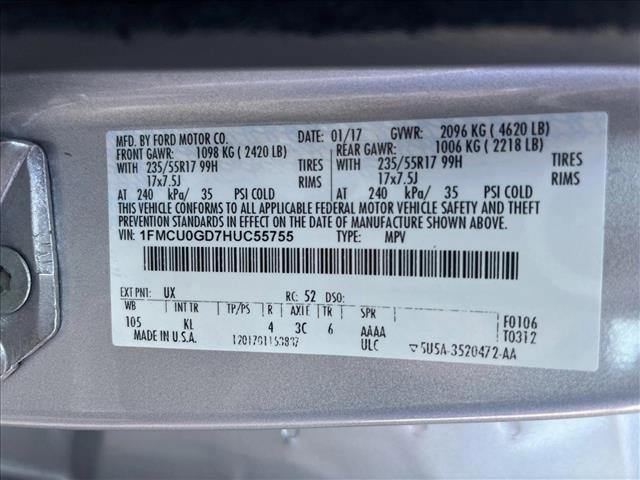 MFD. BY FORD MOTOR CO. DATE: 01/17 GVWR: 2096 KG ( 4620 LB)
FRONT GAWR: 1098 KG ( 2420 LB) REAR GAWR: 1006 KG ( 2218 LB)
WITH 235/55R17 99H TIRES WITH 235/55R17 99H TIRES
17x7.5J RIMS 17x7.5J RIMS
AT 240 kPa/ 35 PSI COLD AT 240 kPa/ 35 PSI COLD
THIS VEHICLE CONFORMS TO ALL APPLICABLE FEDERAL MOTOR VEHICLE SAFETY AND THEFT
PREVENTION STANDARDS IN EFFECT ON THE DATE OF MANUFACTURE SHOWN ABOVE.
VIN: 1FMCU0GD7HUC55755 TYPE: MPV
EXT PNT: UX RC: 52 DSO:
WB INT TR TP/PS R AXLE TR SPR
105 KL 4 3C 6 AAAA F0106
MADE IN U.S.A. ULC T0312
5U5A-3520472-AA